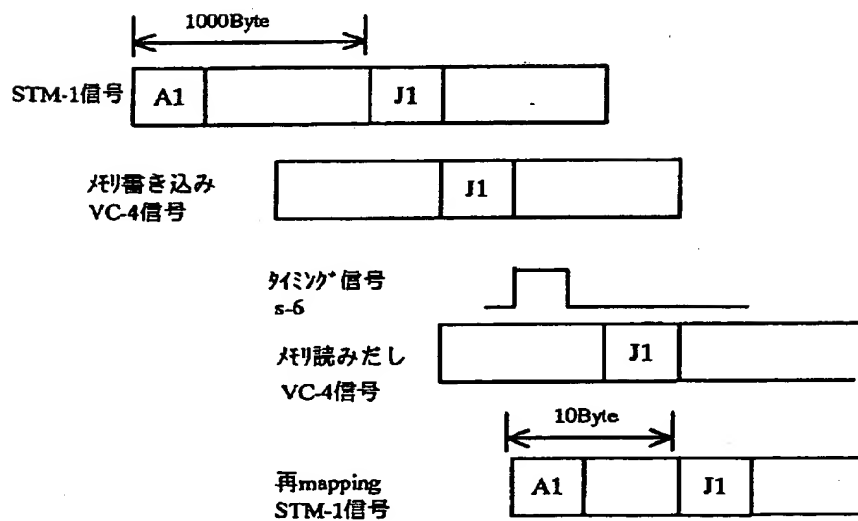 1000Byte
STM-1信号
A1
J1
ﾒﾓﾘ書き込み
VC-4信号
J1
ﾀｲﾐﾝｸﾞ信号
s-6
ﾒﾓﾘ読みだし
VC-4信号
J1
10Byte
再mapping
STM-1信号
A1
J1